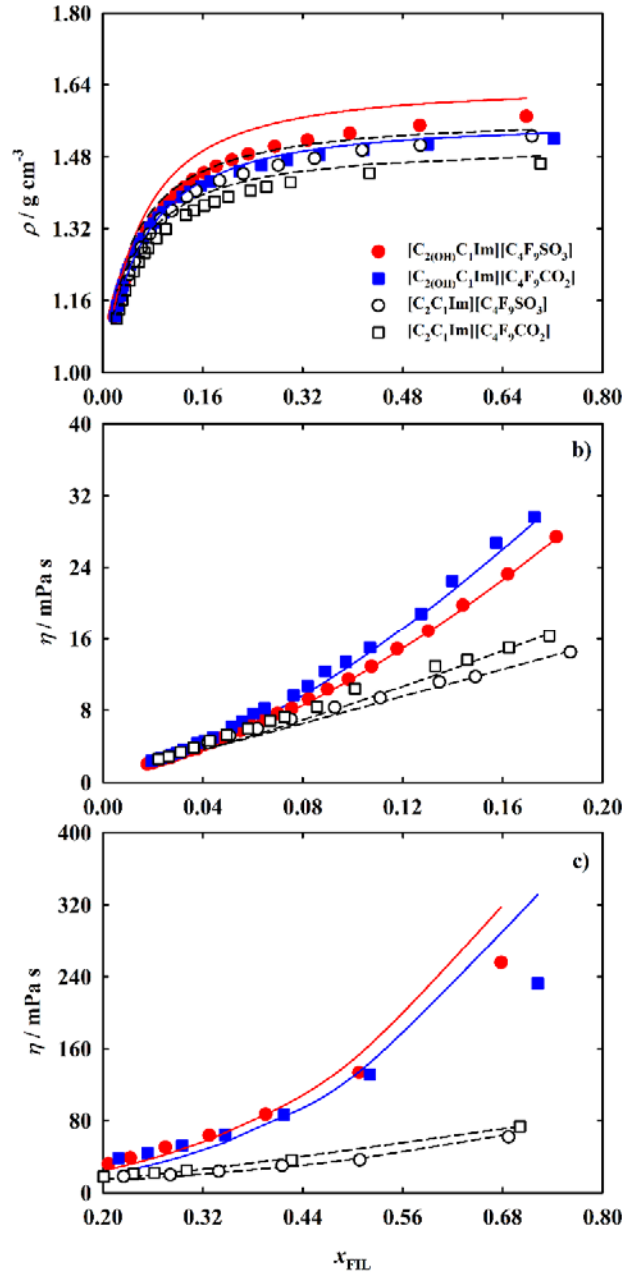 1.80
1.64
1.48
1.32
1.16
1.00
ρ / g cm⁻³
[C₂₍OH₎C₁Im][C₄F₉SO₃]
[C₂₍OH₎C₁Im][C₄F₉CO₂]
[C₂C₁Im][C₄F₉SO₃]
[C₂C₁Im][C₄F₉CO₂]
0.00 0.16 0.32 0.48 0.64 0.80
b)
40
32
24
16
8
0
η / mPa s
0.00 0.04 0.08 0.12 0.16 0.20
c)
400
320
240
160
80
0
η / mPa s
0.20 0.32 0.44 0.56 0.68 0.80
x_FIL